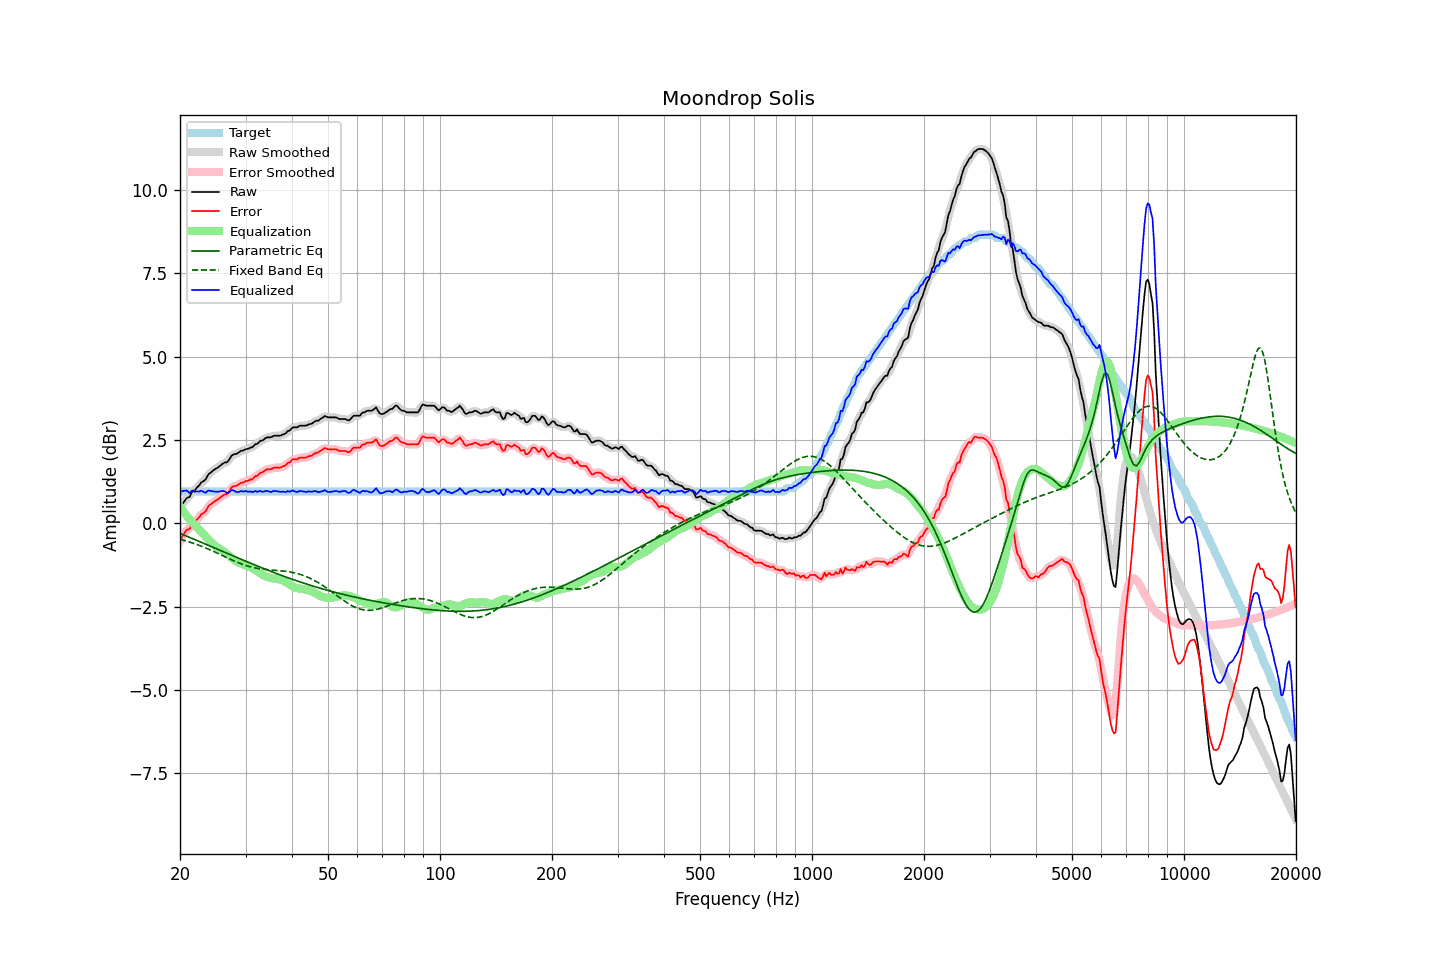 Moondrop Solis
Target
Raw Smoothed
Error Smoothed
Raw
Error
Equalization
Parametric Eq
Fixed Band Eq
Equalized
Amplitude (dBr)
10.0
7.5
5.0
2.5
0.0
−2.5
−5.0
−7.5
20 50 100 200 500 1000 2000 5000 10000 20000
Frequency (Hz)